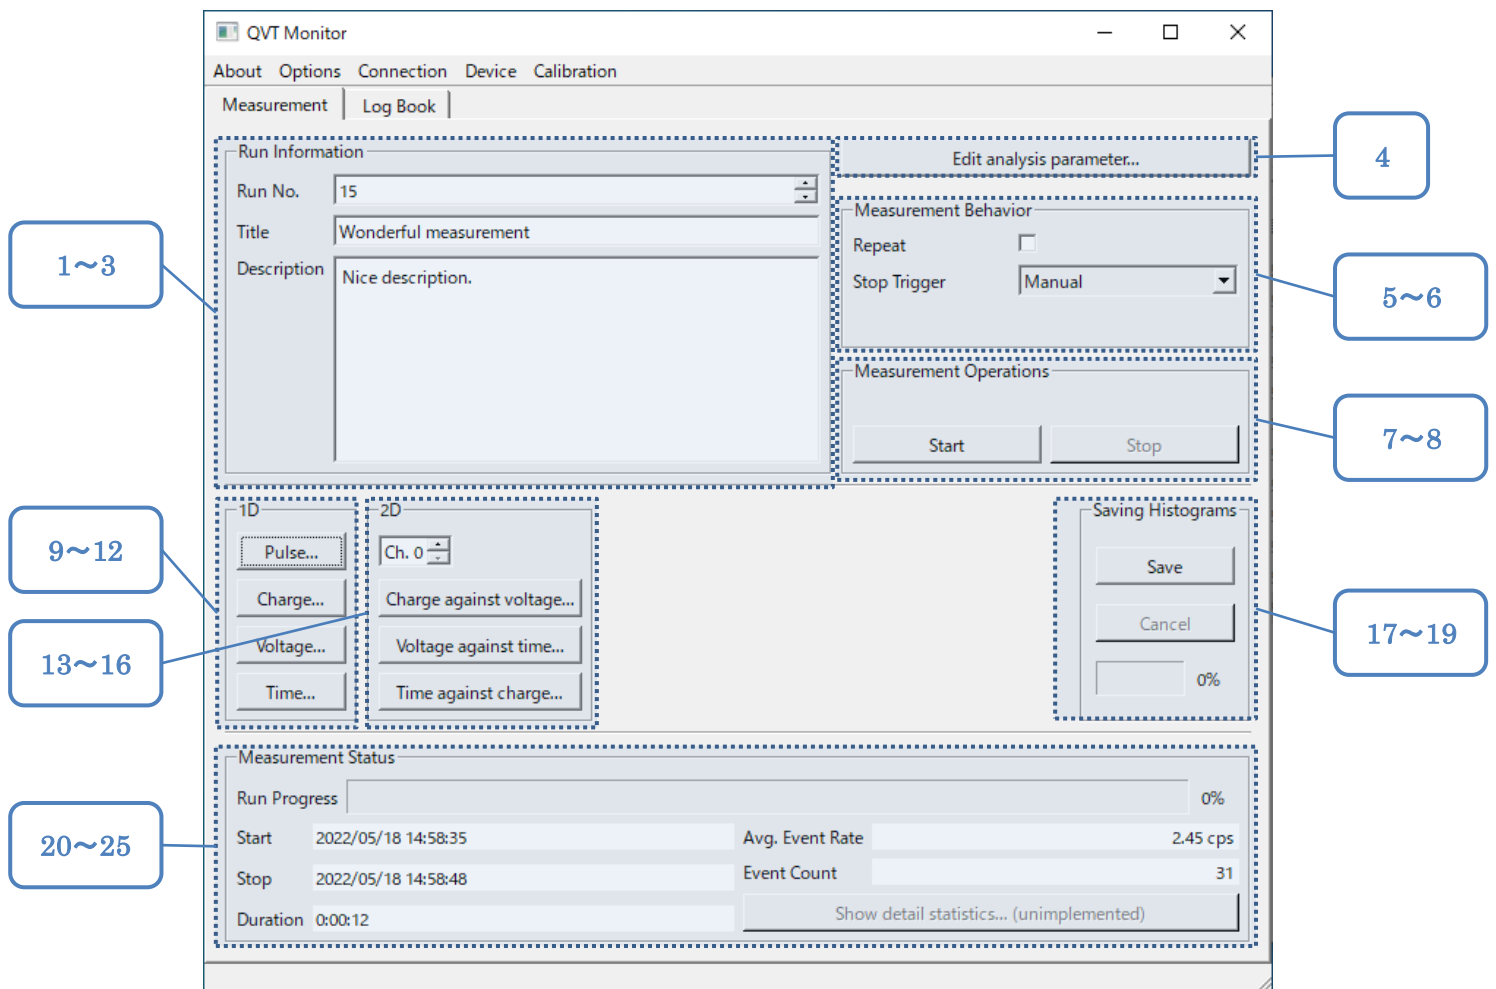 QVT Monitor
About Options Connection Device Calibration
Measurement Log Book
Run Information
Run No. 15
Title Wonderful measurement
Description Nice description.
Edit analysis parameter...
Measurement Behavior
Repeat
Stop Trigger Manual
Measurement Operations
Start Stop
1D
Pulse...
Charge...
Voltage...
Time...
2D
Ch. 0
Charge against voltage...
Voltage against time...
Time against charge...
Saving Histograms
Save
Cancel
0%
Measurement Status
Run Progress 0%
Start 2022/05/18 14:58:35
Stop 2022/05/18 14:58:48
Duration 0:00:12
Avg. Event Rate 2.45 cps
Event Count 31
Show detail statistics... (unimplemented)
1～3
4
5～6
7～8
9～12
13～16
17～19
20～25